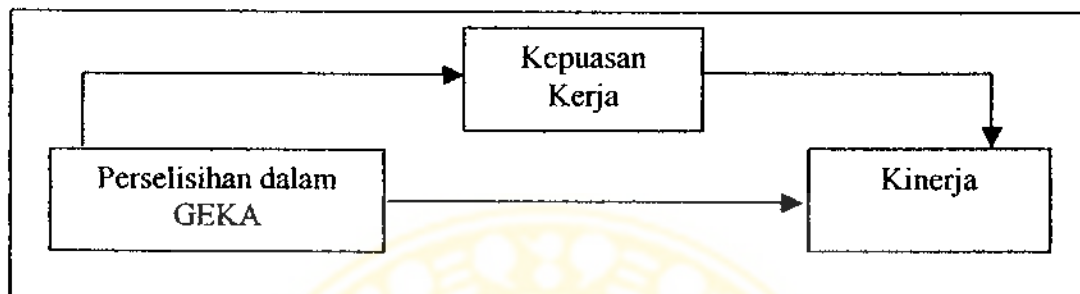 Kepuasan
Kerja
Perselisihan dalam
GEKA
Kinerja